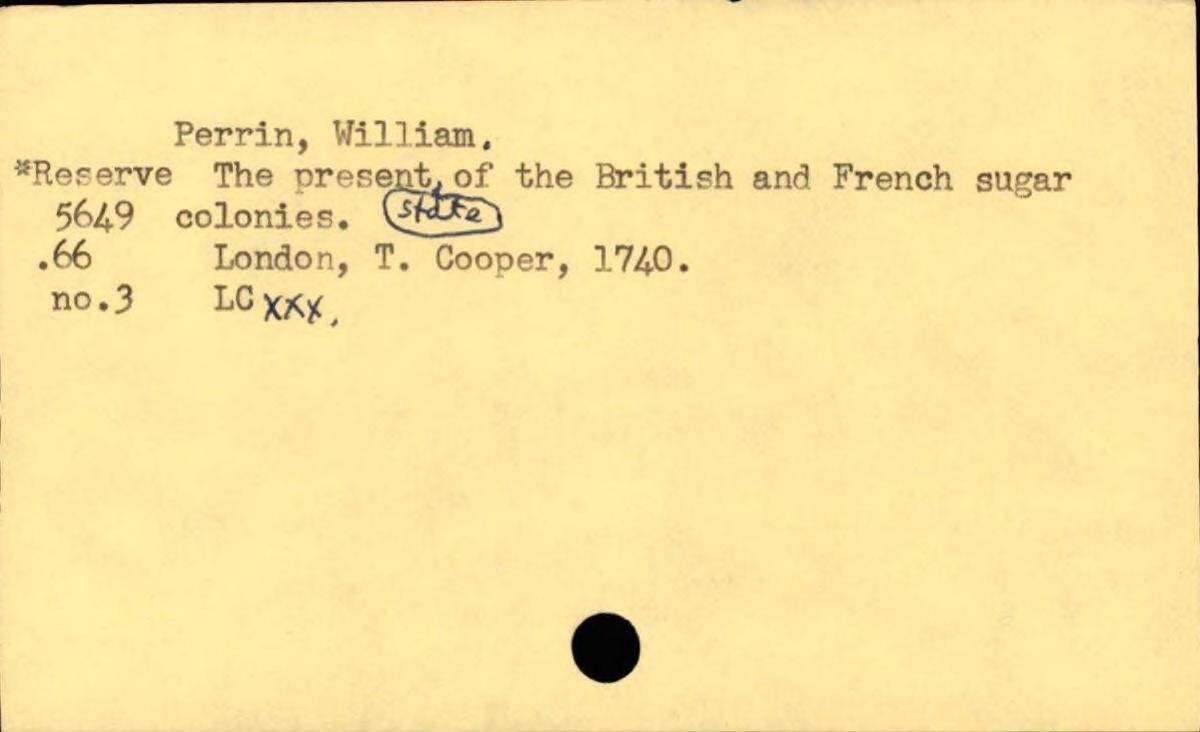 Perrin, William.
*Reserve The present of the British and French sugar
5649 colonies. state
.66 London, T. Cooper, 1740.
no.3 LC xxx.